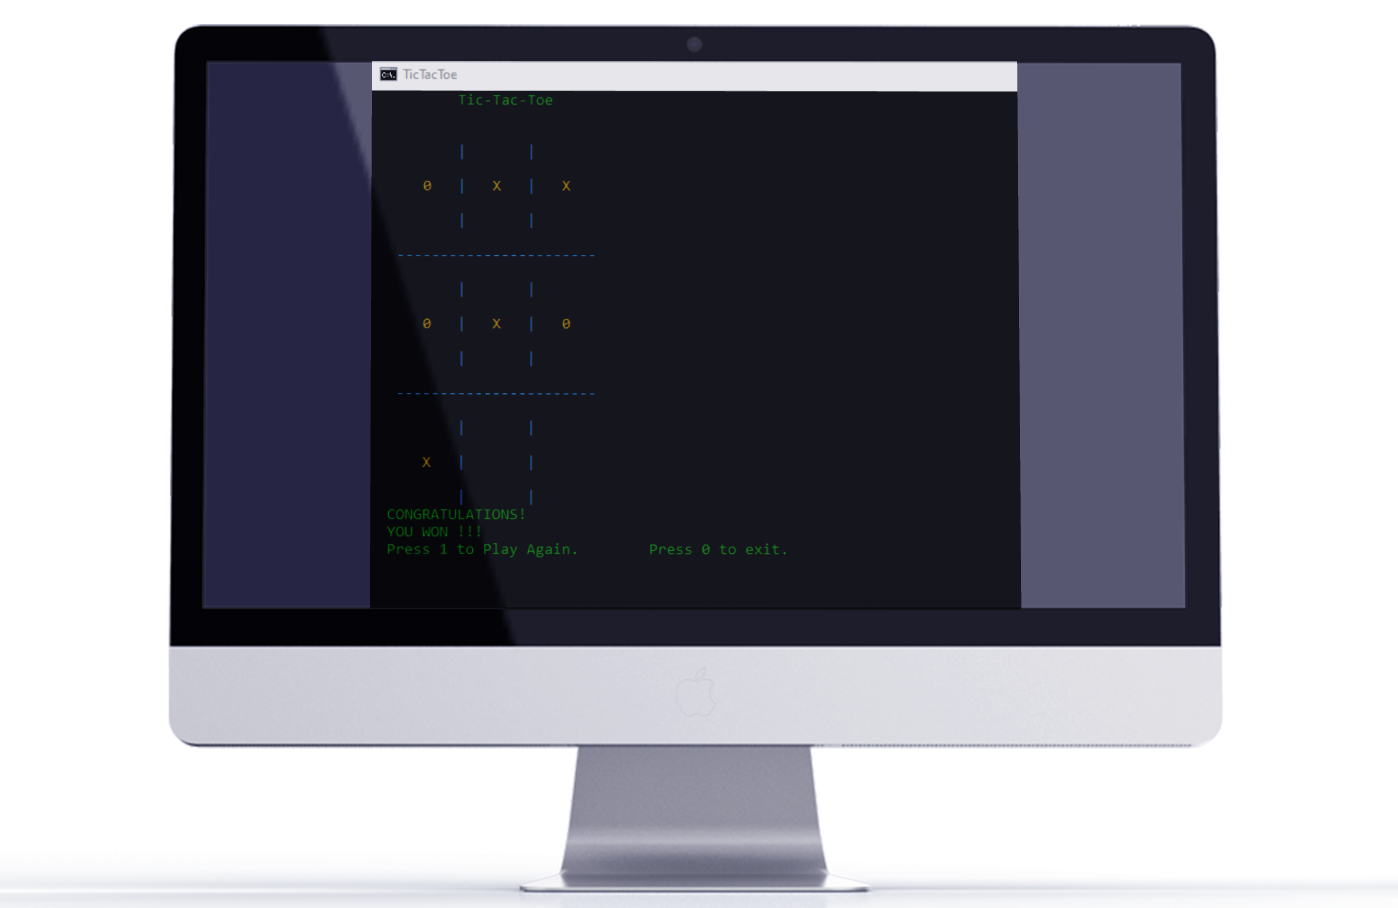 TicTacToe
Tic-Tac-Toe
| |
0 | X | X
| |
-----------------------
| |
0 | X | 0
| |
-----------------------
| |
X | |
| |
CONGRATULATIONS!
YOU WON !!!
Press 1 to Play Again. Press 0 to exit.